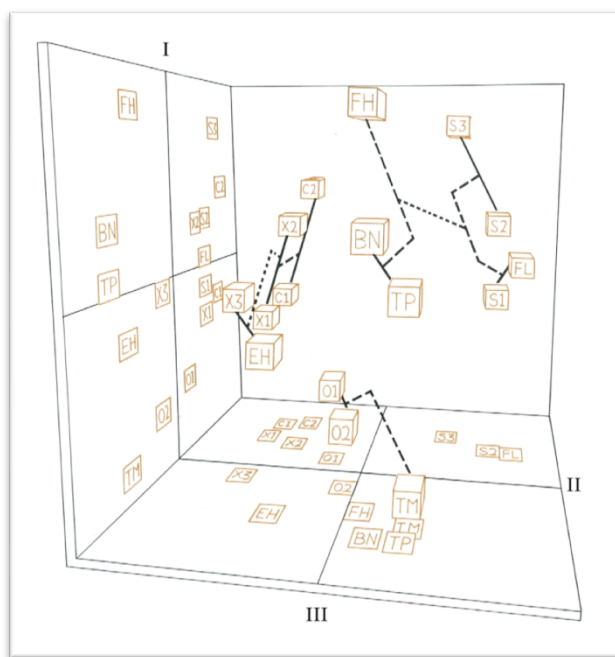 I
FH
S3
BN
C2
X2
S2
FL
TP
X3
S1
C1
X1
EH
O1
O2
TM
FH
S3
C2
X2
BN
S2
FL
TP
X3
C1
S1
X1
EH
O1
O2
TM
C1
C2
X1
X2
S3
O1
S2
FL
X3
O2
EH
FH
TM
BN
TP
II
III